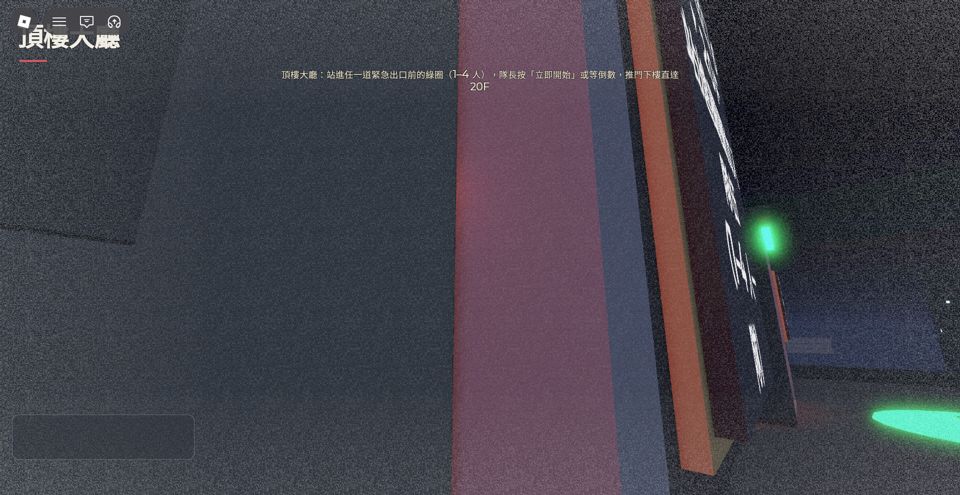 頂樓大廳
頂樓大廳：站進任一道緊急出口前的綠圈（1–4 人），隊長按「立即開始」或等倒數，推門下樓直達
20F